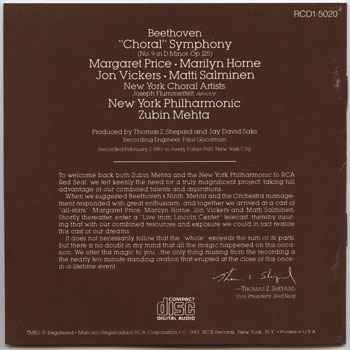 RCD1-5020
2
Beethoven
"Choral" Symphony
(No. 9 in D Minor, Op. 125)
Margaret Price • Marilyn Horne
Jon Vickers • Matti Salminen
New York Choral Artists
Joseph Flummerfelt, director
New York Philharmonic
Zubin Mehta
Produced by Thomas Z. Shepard and Jay David Saks
Recording Engineer: Paul Goodman
Recorded February 7, 1983, in Avery Fisher Hall, New York City
To welcome back both Zubin Mehta and the New York Philharmonic to RCA
Red Seal, we felt keenly the need for a truly magnificent project, taking full
advantage of our combined talents and aspirations.
When we suggested Beethoven's Ninth, Mehta and the Orchestra manage-
ment responded with great enthusiasm, and together we arrived at a cast of
"all-stars": Margaret Price, Marilyn Horne, Jon Vickers and Matti Salminen.
Shortly thereafter, enter a "Live from Lincoln Center" telecast, thereby insur-
ing that with our combined resources and exposure we could in fact realize
this cast of our dreams.
It does not necessarily follow that the "whole" exceeds the sum of its parts,
but there is no doubt in my mind that all the magic happened on this occa-
sion. We offer this magic to you—the only thing missing from the recording is
the nearly ten-minute standing ovation that erupted at the close of this once-
in-a-lifetime event.
Thomas Z. Shepard
—THOMAS Z. SHEPARD
Vice President, Red Seal
COMPACT
disc
DIGITAL AUDIO
TMK(s) ® Registered • Marca(s) Registrada(s) RCA Corporation • © 1983, RCA Records, New York, N.Y. • Printed in U.S.A.